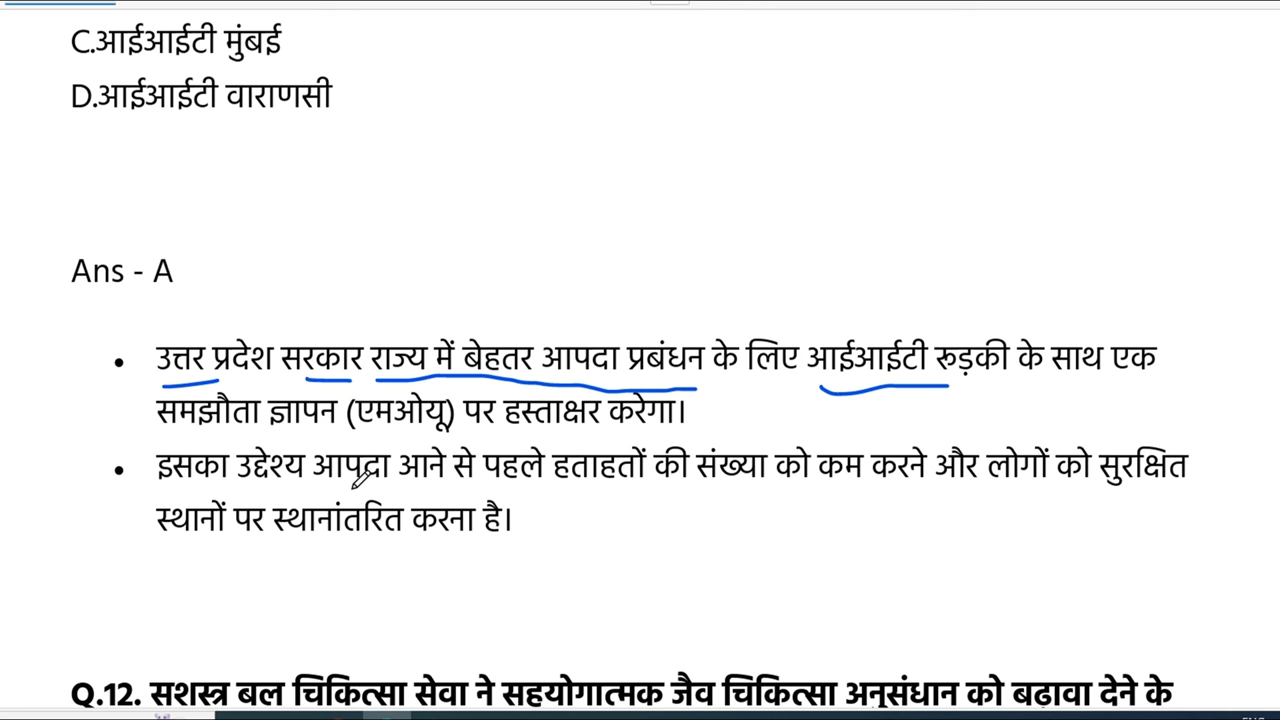 C.आईआईटी मुंबई
D.आईआईटी वाराणसी
Ans - A
• उत्तर प्रदेश सरकार राज्य में बेहतर आपदा प्रबंधन के लिए आईआईटी रूड़की के साथ एक
समझौता ज्ञापन (एमओयू) पर हस्ताक्षर करेगा।
• इसका उद्देश्य आपदा आने से पहले हताहतों की संख्या को कम करने और लोगों को सुरक्षित
स्थानों पर स्थानांतरित करना है।
Q.12. सशस्त्र बल चिकित्सा सेवा ने सहयोगात्मक जैव चिकित्सा अनुसंधान को बढ़ावा देने के